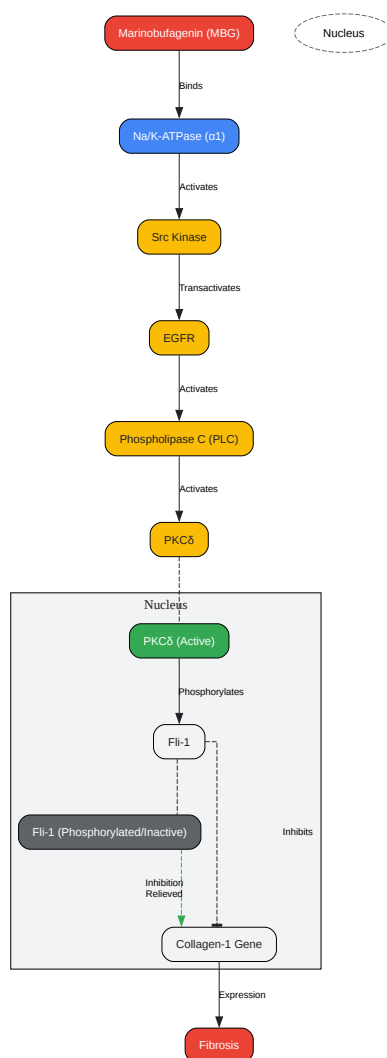 Marinobufagenin (MBG)
Nucleus
Binds
Na/K-ATPase (α1)
Activates
Src Kinase
Transactivates
EGFR
Activates
Phospholipase C (PLC)
Activates
PKCδ
Nucleus
PKCδ (Active)
Phosphorylates
Fli-1
Fli-1 (Phosphorylated/Inactive)
Inhibits
Inhibition
Relieved
Collagen-1 Gene
Expression
Fibrosis